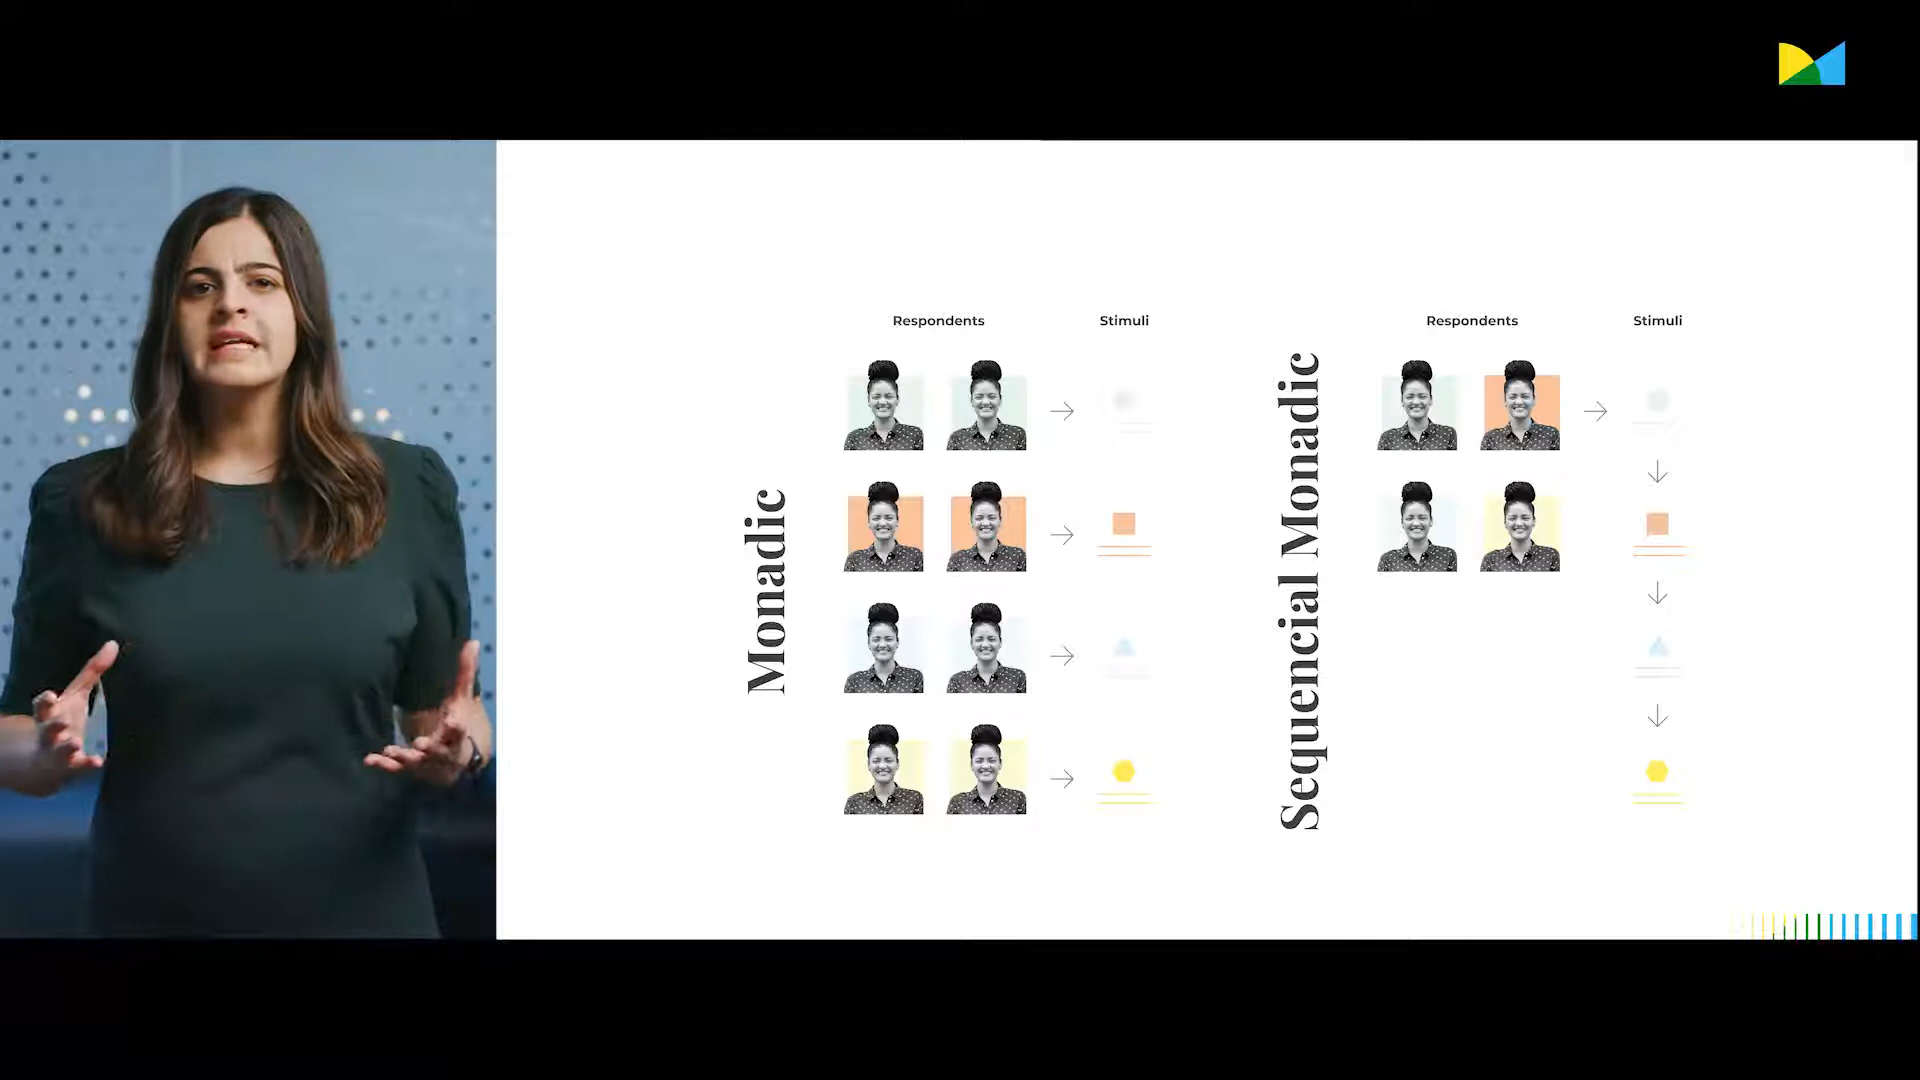 Respondents
Stimuli
Monadic
Respondents
Stimuli
Sequencial Monadic